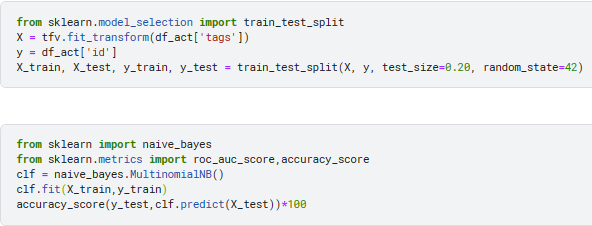 from sklearn.model_selection import train_test_split
X = tfv.fit_transform(df_act['tags'])
y = df_act['id']
X_train, X_test, y_train, y_test = train_test_split(X, y, test_size=0.20, random_state=42)
from sklearn import naive_bayes
from sklearn.metrics import roc_auc_score,accuracy_score
clf = naive_bayes.MultinomialNB()
clf.fit(X_train,y_train)
accuracy_score(y_test,clf.predict(X_test))*100